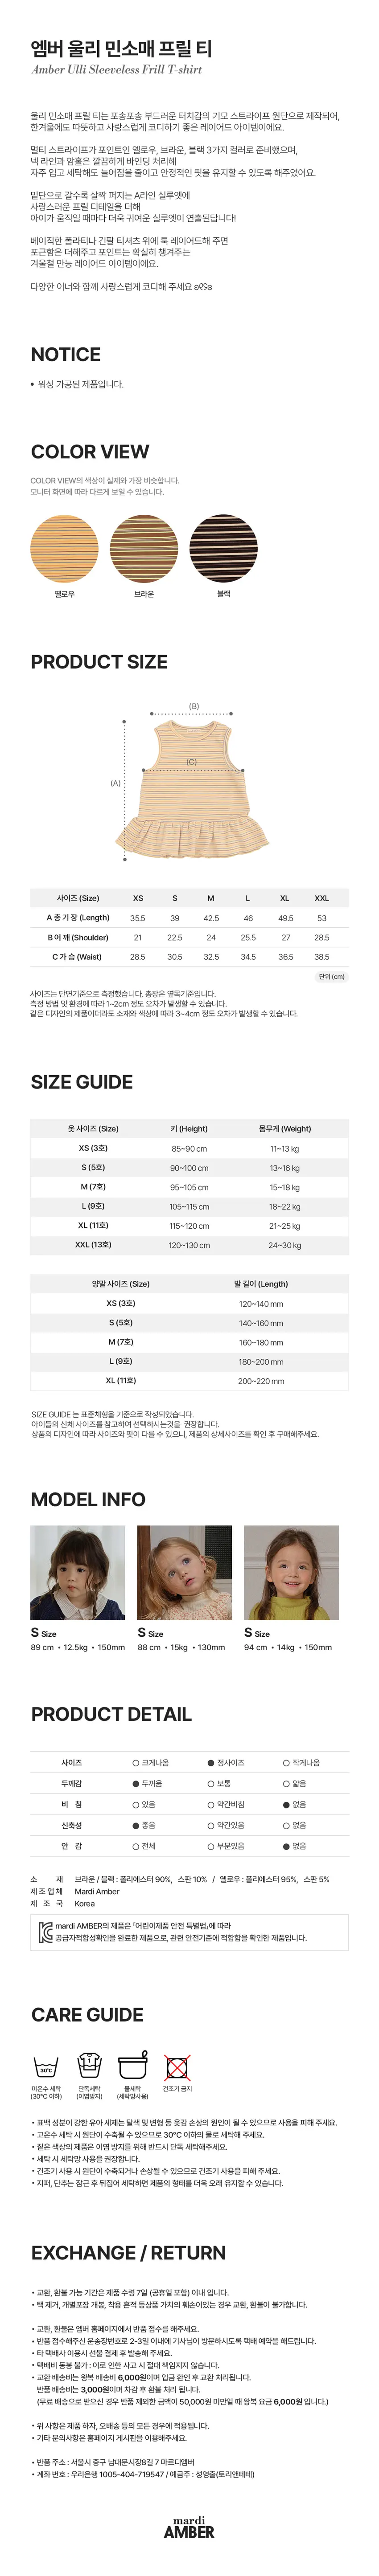 엠버 울리 민소매 프릴 티
Amber Ulli Sleeveless Frill T-shirt
울리 민소매 프릴 티는 포송포송 부드러운 터치감의 기모 스트라이프 원단으로 제작되어,
한겨울에도 따뜻하고 사랑스럽게 코디하기 좋은 레이어드 아이템이에요.
멀티 스트라이프가 포인트인 옐로우, 브라운, 블랙 3가지 컬러로 준비했으며,
넥 라인과 암홀은 깔끔하게 바인딩 처리해
자주 입고 세탁해도 늘어짐을 줄이고 안정적인 핏을 유지할 수 있도록 해주었어요.
밑단으로 갈수록 살짝 퍼지는 A라인 실루엣에
사랑스러운 프릴 디테일을 더해
아이가 움직일 때마다 더욱 귀여운 실루엣이 연출된답니다!
베이직한 폴라티나 긴팔 티셔츠 위에 툭 레이어드해 주면
포근함은 더해주고 포인트는 확실히 챙겨주는
겨울철 만능 레이어드 아이템이에요.
다양한 이너와 함께 사랑스럽게 코디해 주세요
NOTICE
• 워싱 가공된 제품입니다.
COLOR VIEW
COLOR VIEW의 색상이 실제와 가장 비슷합니다.
모니터 화면에 따라 다르게 보일 수 있습니다.
옐로우 브라운 블랙
PRODUCT SIZE
(B)
(C)
(A)
사이즈 (Size) XS S M L XL XXL
A 총 기 장 (Length) 35.5 39 42.5 46 49.5 53
B 어 깨 (Shoulder) 21 22.5 24 25.5 27 28.5
C 가 슴 (Waist) 28.5 30.5 32.5 34.5 36.5 38.5
단위 (cm)
사이즈는 단면기준으로 측정했습니다. 총장은 옆목기준입니다.
측정 방법 및 환경에 따라 1~2cm 정도 오차가 발생할 수 있습니다.
같은 디자인의 제품이더라도 소재와 색상에 따라 3~4cm 정도 오차가 발생할 수 있습니다.
SIZE GUIDE
옷 사이즈 (Size) 키 (Height) 몸무게 (Weight)
XS (3호) 85~90 cm 11~13 kg
S (5호) 90~100 cm 13~16 kg
M (7호) 95~105 cm 15~18 kg
L (9호) 105~115 cm 18~22 kg
XL (11호) 115~120 cm 21~25 kg
XXL (13호) 120~130 cm 24~30 kg
양말 사이즈 (Size) 발 길이 (Length)
XS (3호) 120~140 mm
S (5호) 140~160 mm
M (7호) 160~180 mm
L (9호) 180~200 mm
XL (11호) 200~220 mm
SIZE GUIDE 는 표준체형을 기준으로 작성되었습니다.
아이들의 신체 사이즈를 참고하여 선택하시는것을 권장합니다.
상품의 디자인에 따라 사이즈와 핏이 다를 수 있으니, 제품의 상세사이즈를 확인 후 구매해주세요.
MODEL INFO
S Size S Size S Size
89 cm • 12.5kg • 150mm 88 cm • 15kg • 130mm 94 cm • 14kg • 150mm
PRODUCT DETAIL
사이즈 ○ 크게나옴 ● 정사이즈 ○ 작게나옴
두께감 ● 두꺼움 ○ 보통 ○ 얇음
비 침 ○ 있음 ○ 약간비침 ● 없음
신축성 ● 좋음 ○ 약간있음 ○ 없음
안 감 ○ 전체 ○ 부분있음 ● 없음
소 재 브라운 / 블랙 : 폴리에스터 90%, 스판 10% / 옐로우 : 폴리에스터 95%, 스판 5%
제조업체 Mardi Amber
제 조 국 Korea
mardi AMBER의 제품은 「어린이제품 안전 특별법」에 따라
공급자적합성확인을 완료한 제품으로, 관련 안전기준에 적합함을 확인한 제품입니다.
CARE GUIDE
30°C 1
미온수 세탁 단독세탁 물세탁 건조기 금지
(30°C 이하) (이염방지) (세탁망사용)
• 표백 성분이 강한 유아 세제는 탈색 및 변형 등 옷감 손상의 원인이 될 수 있으므로 사용을 피해 주세요.
• 고온수 세탁 시 원단이 수축될 수 있으므로 30°C 이하의 물로 세탁해 주세요.
• 짙은 색상의 제품은 이염 방지를 위해 반드시 단독 세탁해주세요.
• 세탁 시 세탁망 사용을 권장합니다.
• 건조기 사용 시 원단이 수축되거나 손상될 수 있으므로 건조기 사용을 피해 주세요.
• 지퍼, 단추는 잠근 후 뒤집어 세탁하면 제품의 형태를 더욱 오래 유지할 수 있습니다.
EXCHANGE / RETURN
• 교환, 환불 가능 기간은 제품 수령 7일 (공휴일 포함) 이내 입니다.
• 택 제거, 개별포장 개봉, 착용 흔적 등상품 가치의 훼손이있는 경우 교환, 환불이 불가합니다.
• 교환, 환불은 앰버 홈페이지에서 반품 접수를 해주세요.
• 반품 접수해주신 운송장번호로 2-3일 이내에 기사님이 방문하시도록 택배 예약을 해드립니다.
• 타 택배사 이용시 선불 결제 후 발송해 주세요.
• 택배비 동봉 불가 : 이로 인한 사고 시 절대 책임지지 않습니다.
• 교환 배송비는 왕복 배송비 6,000원이며 입금 확인 후 교환 처리됩니다.
반품 배송비는 3,000원이며 차감 후 환불 처리 됩니다.
(무료 배송으로 받으신 경우 반품 제외한 금액이 50,000원 미만일 때 왕복 요금 6,000원 입니다.)
• 위 사항은 제품 하자, 오배송 등의 모든 경우에 적용됩니다.
• 기타 문의사항은 홈페이지 게시판을 이용해주세요.
• 반품 주소 : 서울시 중구 남대문시장8길 7 마르디엠버
• 계좌 번호 : 우리은행 1005-404-719547 / 예금주 : 성영출(토리앤테테)
mardi
AMBER